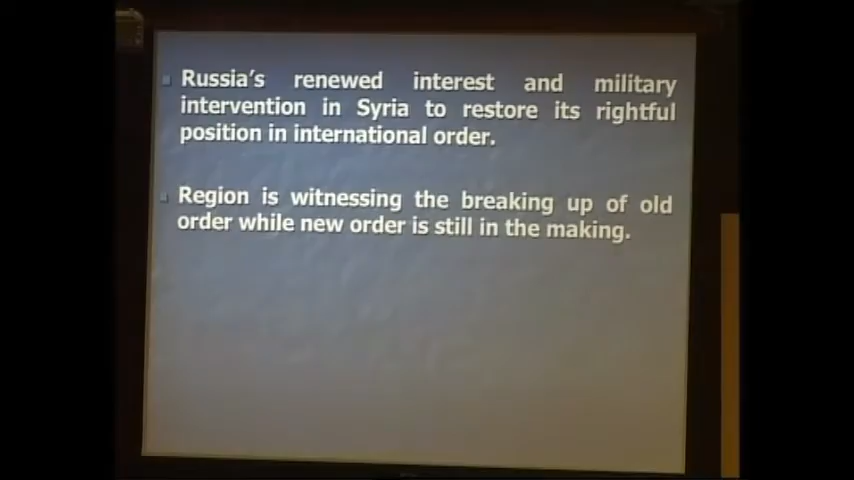 Russia's renewed interest and military
intervention in Syria to restore its rightful
position in international order.
Region is witnessing the breaking up of old
order while new order is still in the making.